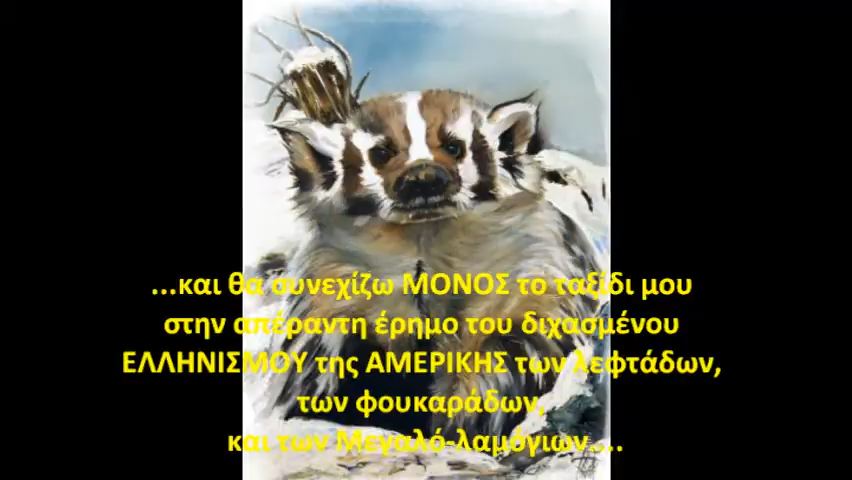 ...και θα συνεχίζω ΜΟΝΟΣ το ταξίδι μου
στην απέραντη έρημο του διχασμένου
ΕΛΛΗΝΙΣΜΟΥ της ΑΜΕΡΙΚΗΣ των λεφτάδων,
των φουκαράδων,
και των Μεγαλό-λαμόγιων....